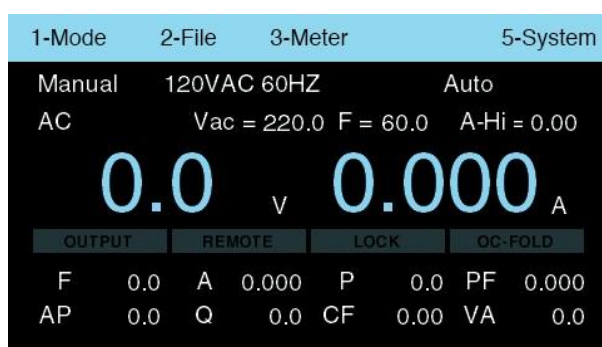 1-Mode 2-File 3-Meter 5-System
Manual 120VAC 60HZ Auto
AC Vac = 220.0 F = 60.0 A-Hi = 0.00
0.0 V 0.000 A
OUTPUT REMOTE LOCK OC-FOLD
F 0.0 A 0.000 P 0.0 PF 0.000
AP 0.0 Q 0.0 CF 0.00 VA 0.0